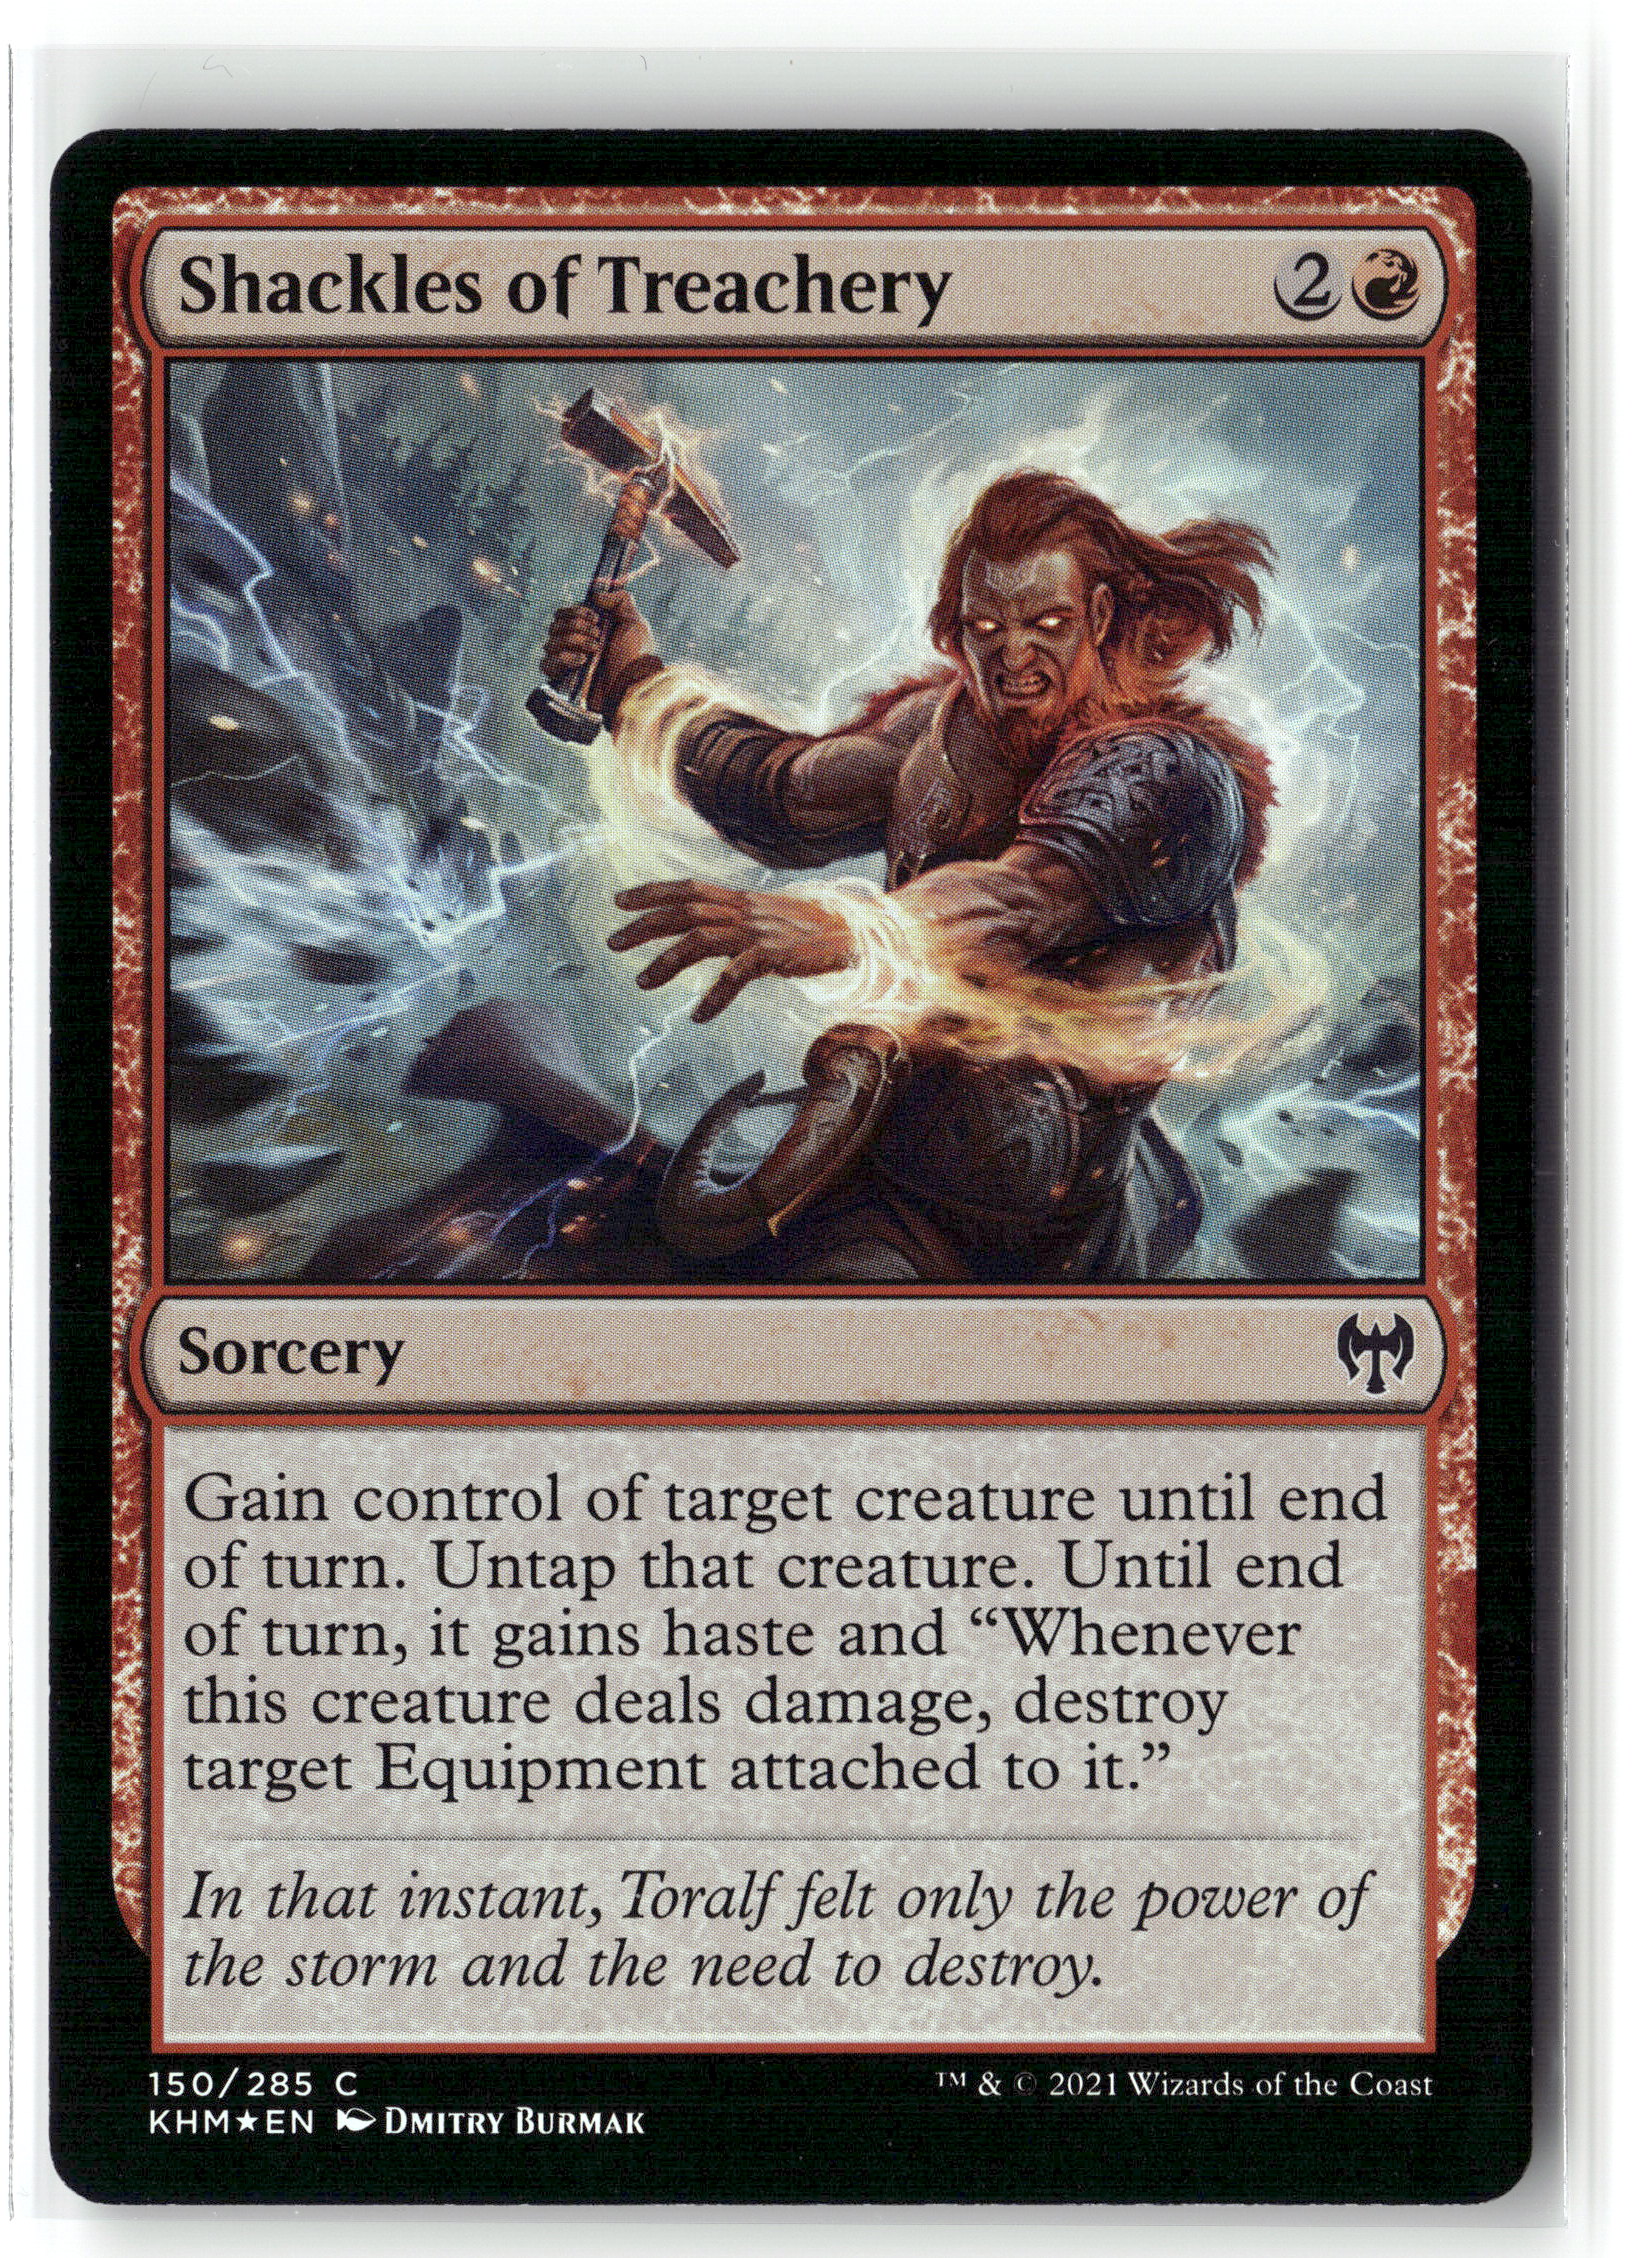 Shackles of Treachery 2
Sorcery
Gain control of target creature until end
of turn. Untap that creature. Until end
of turn, it gains haste and “Whenever
this creature deals damage, destroy
target Equipment attached to it.”
In that instant, Toralf felt only the power of
the storm and the need to destroy.
150/285 C
KHM★EN Dmitry Burmak
™ & © 2021 Wizards of the Coast